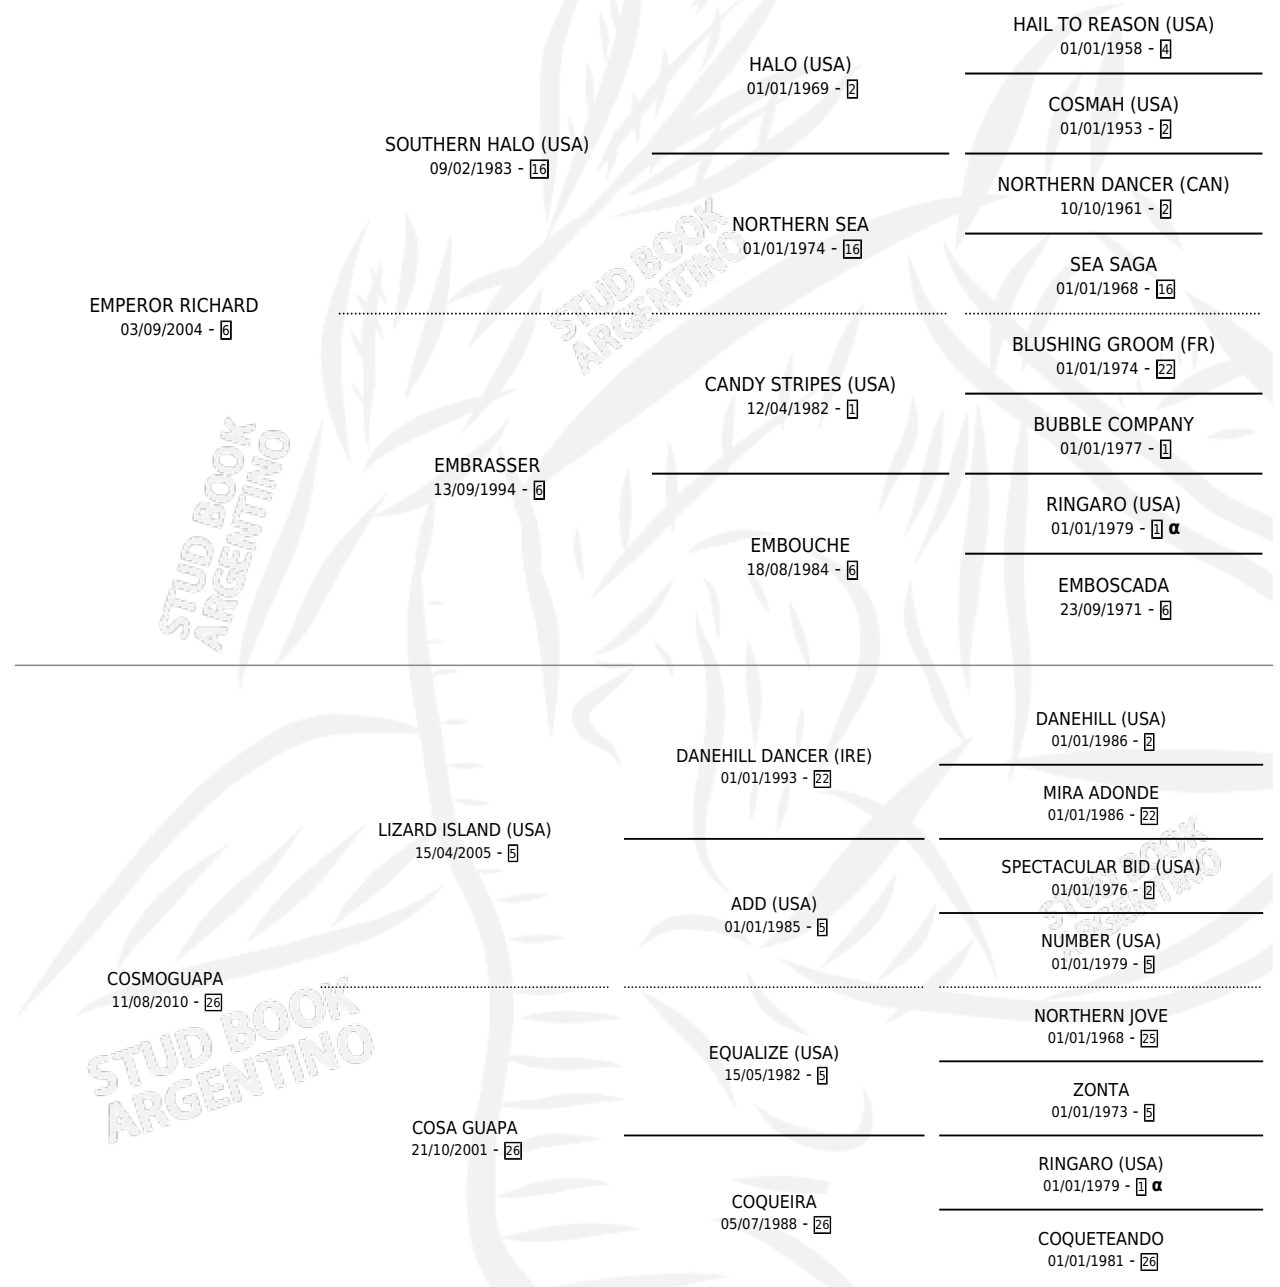 HAIL TO REASON (USA)
01/01/1958 - 4
HALO (USA)
01/01/1969 - 2
COSMAH (USA)
01/01/1953 - 2
SOUTHERN HALO (USA)
09/02/1983 - 16
NORTHERN DANCER (CAN)
10/10/1961 - 2
NORTHERN SEA
01/01/1974 - 16
SEA SAGA
01/01/1968 - 16
STUD BOOK
ARGENTINO
EMPEROR RICHARD
03/09/2004 - 6
BLUSHING GROOM (FR)
01/01/1974 - 22
CANDY STRIPES (USA)
12/04/1982 - 1
BUBBLE COMPANY
01/01/1977 - 1
EMBRASSER
13/09/1994 - 6
RINGARO (USA)
01/01/1979 - 1 α
EMBOUCHE
18/08/1984 - 6
EMBOSCADA
23/09/1971 - 6
STUD BOOK
ARGENTINO
DANEHILL (USA)
01/01/1986 - 2
DANEHILL DANCER (IRE)
01/01/1993 - 22
MIRA ADONDE
01/01/1986 - 22
LIZARD ISLAND (USA)
15/04/2005 - 5
SPECTACULAR BID (USA)
01/01/1976 - 2
STUD BOOK
ARGENTINO
ADD (USA)
01/01/1985 - 5
NUMBER (USA)
01/01/1979 - 5
COSMOGUAPA
11/08/2010 - 26
NORTHERN JOVE
01/01/1968 - 25
EQUALIZE (USA)
15/05/1982 - 5
ZONTA
01/01/1973 - 5
STUD BOOK
ARGENTINO
COSA GUAPA
21/10/2001 - 26
RINGARO (USA)
01/01/1979 - 1 α
COQUEIRA
05/07/1988 - 26
COQUETEANDO
01/01/1981 - 26